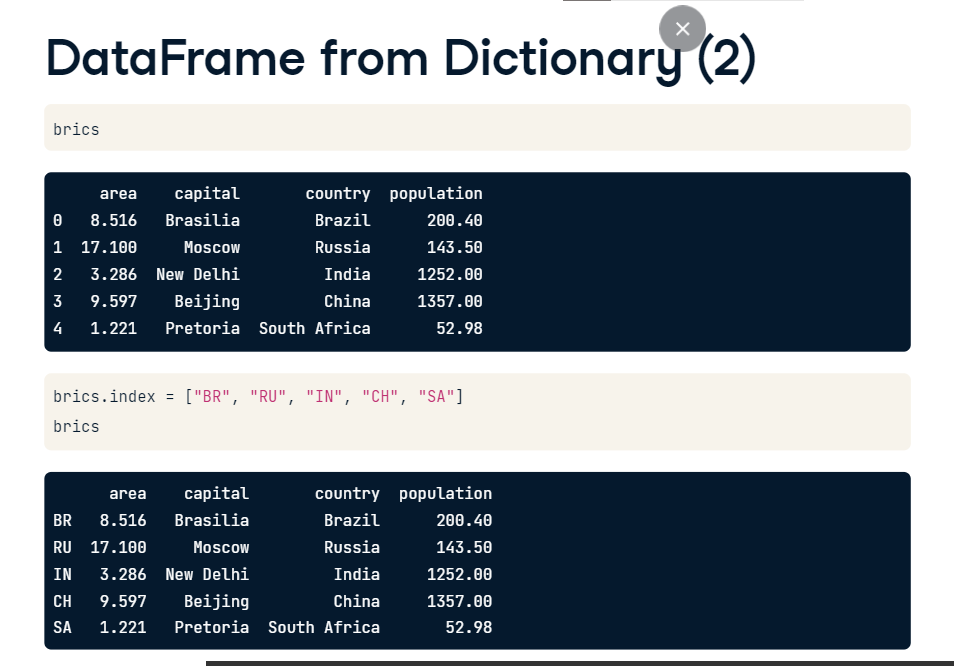 DataFrame from Dictionary (2)
brics
area capital country population
0 8.516 Brasilia Brazil 200.40
1 17.100 Moscow Russia 143.50
2 3.286 New Delhi India 1252.00
3 9.597 Beijing China 1357.00
4 1.221 Pretoria South Africa 52.98
brics.index = ["BR", "RU", "IN", "CH", "SA"]
brics
area capital country population
BR 8.516 Brasilia Brazil 200.40
RU 17.100 Moscow Russia 143.50
IN 3.286 New Delhi India 1252.00
CH 9.597 Beijing China 1357.00
SA 1.221 Pretoria South Africa 52.98